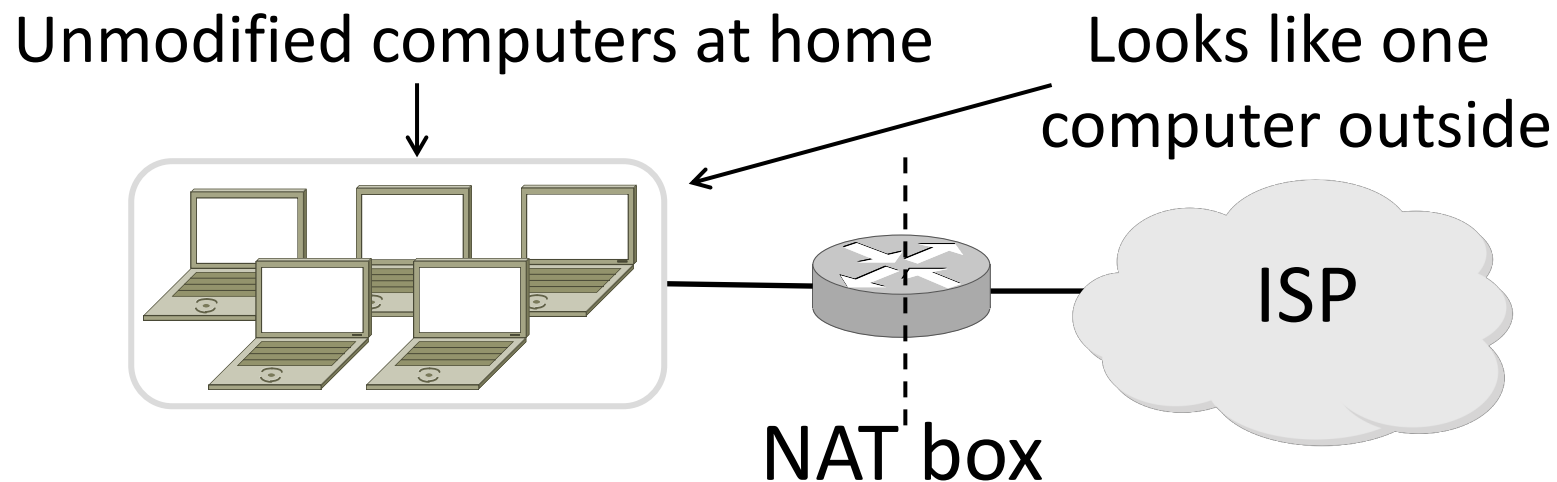 Unmodified computers at home
Looks like one
computer outside
ISP
NAT box